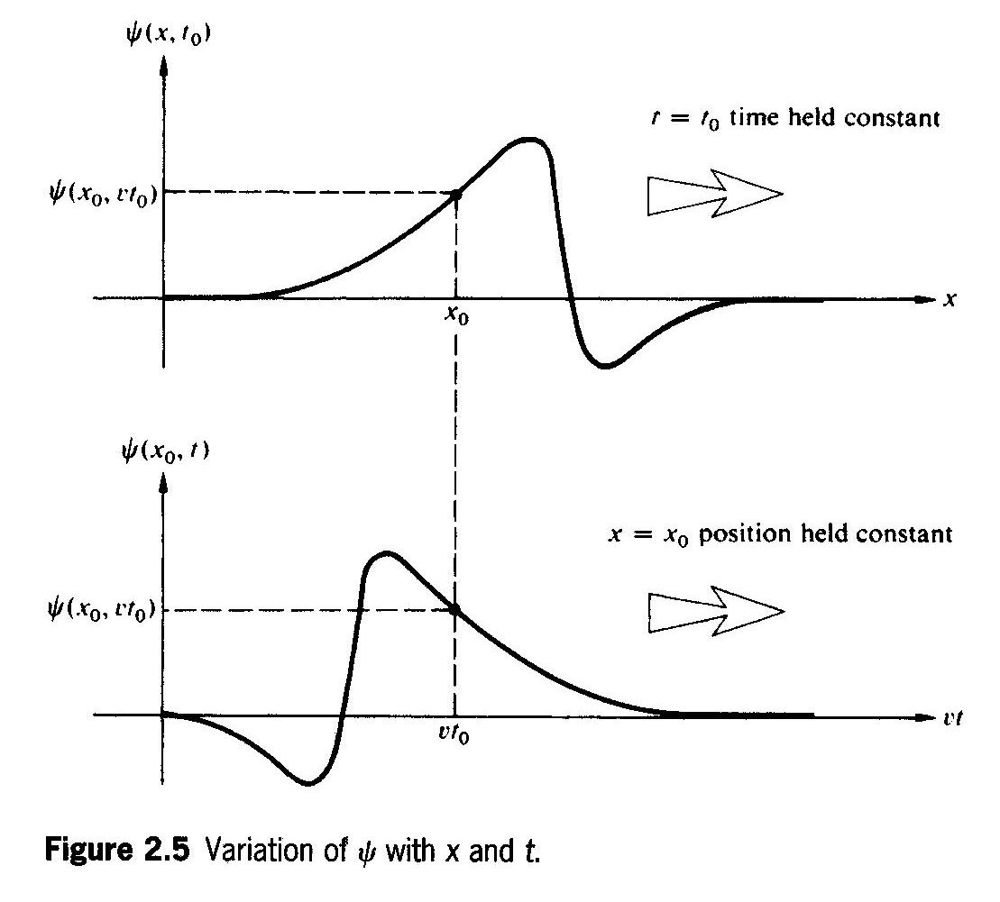 ψ(x, t₀)
t = t₀ time held constant
ψ(x₀, vt₀)
x₀
x
ψ(x₀, t)
x = x₀ position held constant
ψ(x₀, vt₀)
vt₀
vt
Figure 2.5 Variation of ψ with x and t.